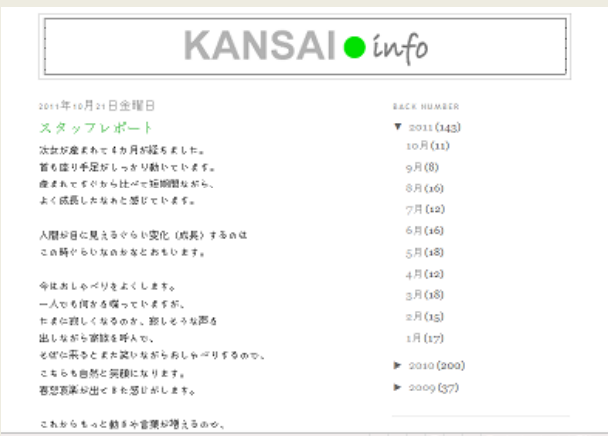 KANSAI info
2011年10月21日金曜日
スタッフレポート
次女が産まれて4カ月が経ちました。
首も座り手足がしっかり動いています。
産まれてすぐから比べて短期間ながら、
よく成長したなぁと感じています。
人間が目に見えるぐらい変化（成長）するのは
この時ぐらいなのかなとおもいます。
今はおしゃべりをよくします。
一人でも何かを喋っていますが、
たまに寂しくなるのか、寂しそうな声を
出しながら家族を呼んで、
そばに来るとまた笑いながらおしゃべりするので、
こちらも自然と笑顔になります。
喜怒哀楽が出てきた感じがします。
これからもっと動きや言葉が増えるので、
BACK NUMBER
▼ 2011 (143)
10月 (11)
9月 (8)
8月 (16)
7月 (12)
6月 (16)
5月 (18)
4月 (12)
3月 (18)
2月 (15)
1月 (17)
► 2010 (200)
► 2009 (37)